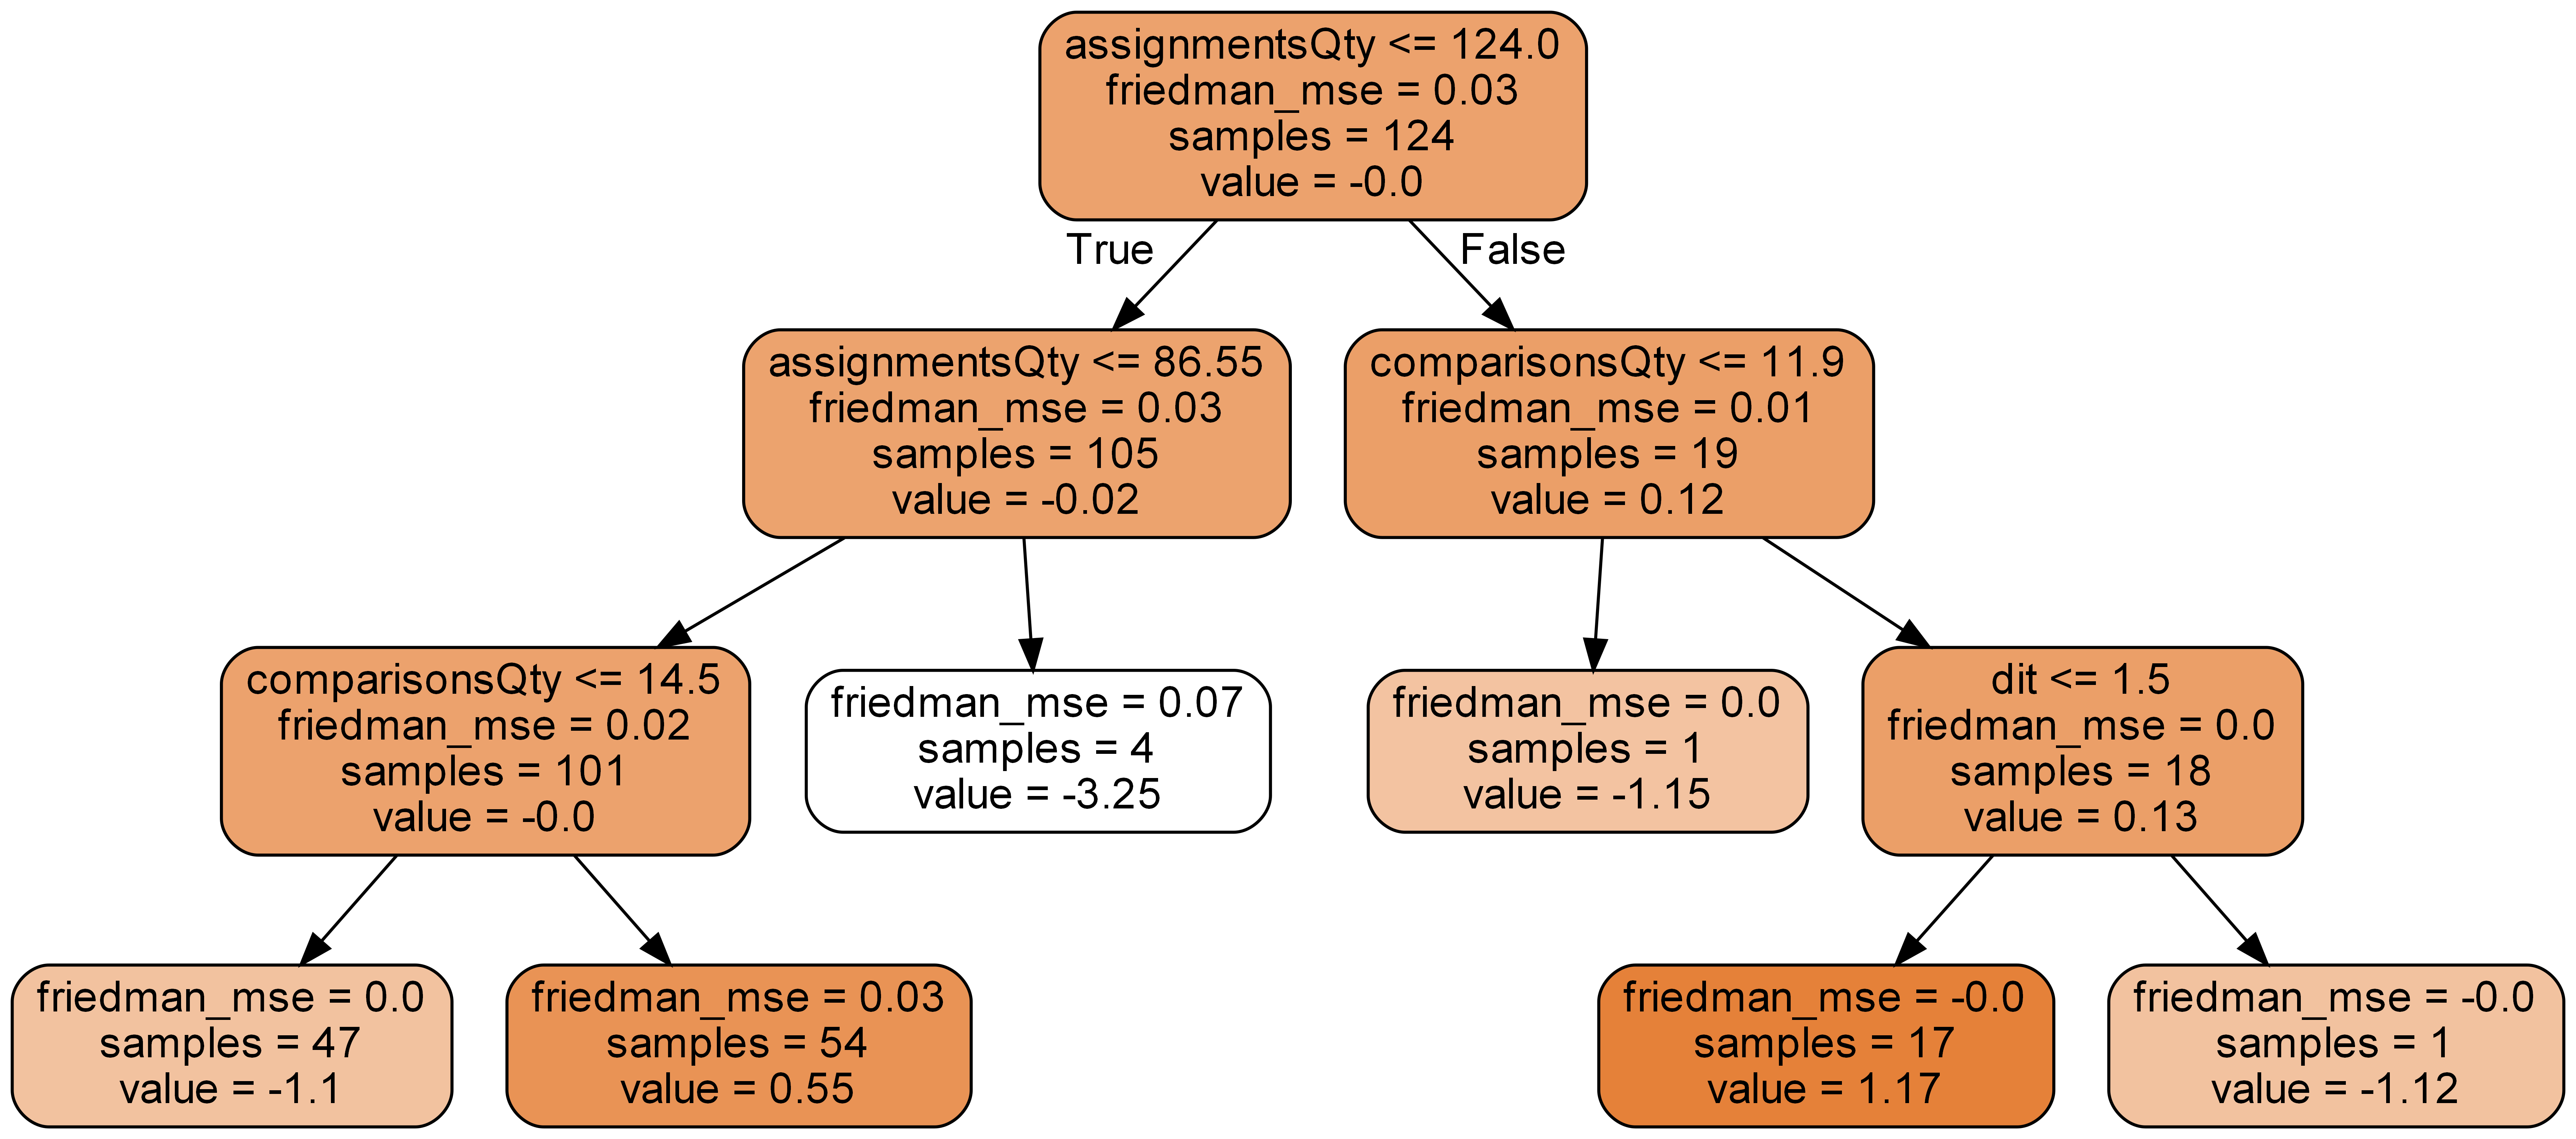 assignmentsQty <= 124.0
friedman_mse = 0.03
samples = 124
value = -0.0
True
False
assignmentsQty <= 86.55
friedman_mse = 0.03
samples = 105
value = -0.02
comparisonsQty <= 11.9
friedman_mse = 0.01
samples = 19
value = 0.12
comparisonsQty <= 14.5
friedman_mse = 0.02
samples = 101
value = -0.0
friedman_mse = 0.07
samples = 4
value = -3.25
friedman_mse = 0.0
samples = 1
value = -1.15
dit <= 1.5
friedman_mse = 0.0
samples = 18
value = 0.13
friedman_mse = 0.0
samples = 47
value = -1.1
friedman_mse = 0.03
samples = 54
value = 0.55
friedman_mse = -0.0
samples = 17
value = 1.17
friedman_mse = -0.0
samples = 1
value = -1.12